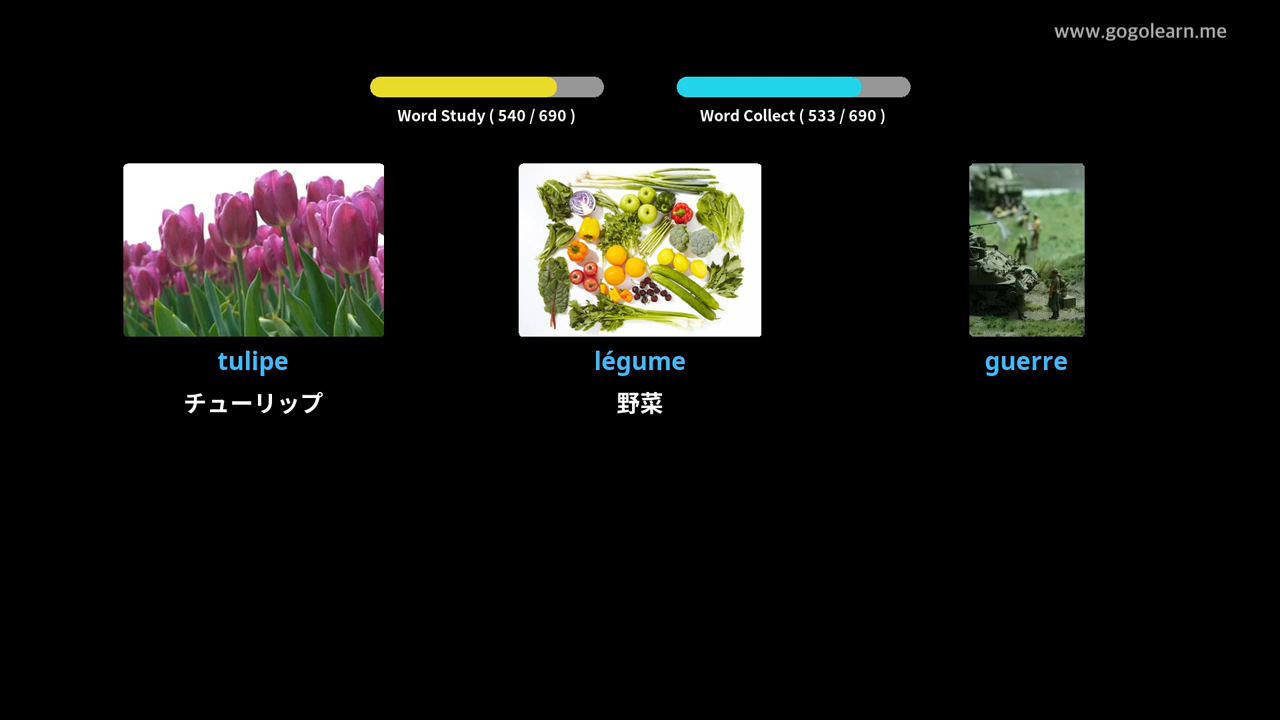 www.gogolearn.me
Word Study ( 540 / 690 )
Word Collect ( 533 / 690 )
tulipe
légume
guerre
チューリップ
野菜